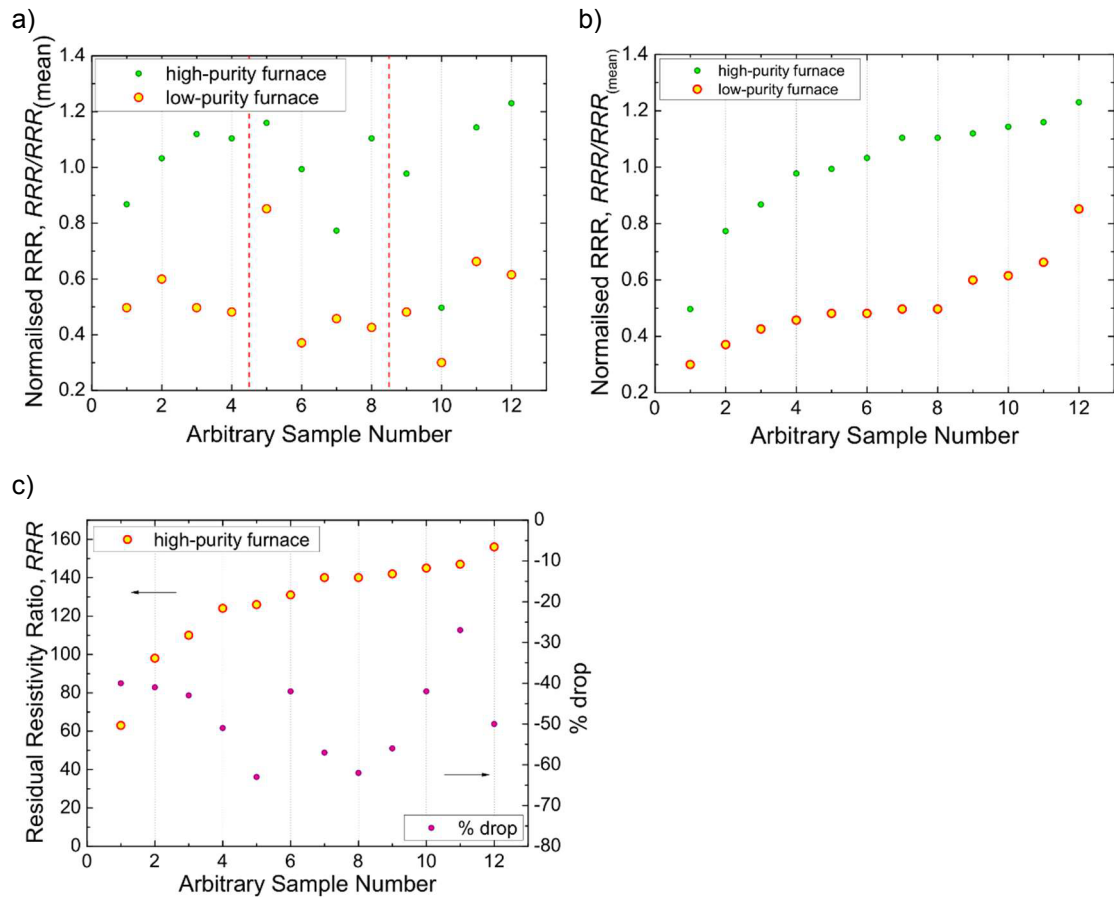 a)
1.4
1.2
1.0
0.8
0.6
0.4
0.2
Normailsed RRR, RRR/RRR(mean)
high-purity furnace
low-purity furnace
0 2 4 6 8 10 12
Arbitrary Sample Number
b)
1.4
1.2
1.0
0.8
0.6
0.4
0.2
Normailsed RRR, RRR/RRR(mean)
high-purity furnace
low-purity furnace
0 2 4 6 8 10 12
Arbitrary Sample Number
c)
160
140
120
100
80
60
40
20
0
Residual Resistivity Ratio, RRR
high-purity furnace
% drop
0
-10
-20
-30
-40
-50
-60
-70
-80
% drop
0 2 4 6 8 10 12
Arbitrary Sample Number